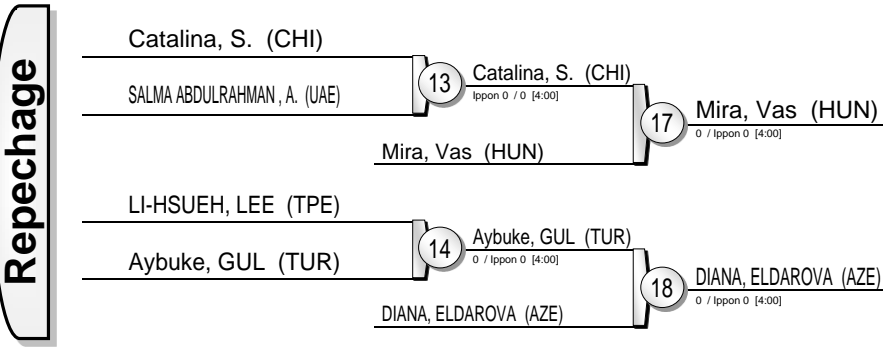 Repechage
Catalina, S. (CHI)
SALMA ABDULRAHMAN , A. (UAE)
13
Catalina, S. (CHI)
Ippon 0 / 0 [4:00]
Mira, Vas (HUN)
17
Mira, Vas (HUN)
0 / Ippon 0 [4:00]
LI-HSUEH, LEE (TPE)
Aybuke, GUL (TUR)
14
Aybuke, GUL (TUR)
0 / Ippon 0 [4:00]
DIANA, ELDAROVA (AZE)
18
DIANA, ELDAROVA (AZE)
0 / Ippon 0 [4:00]